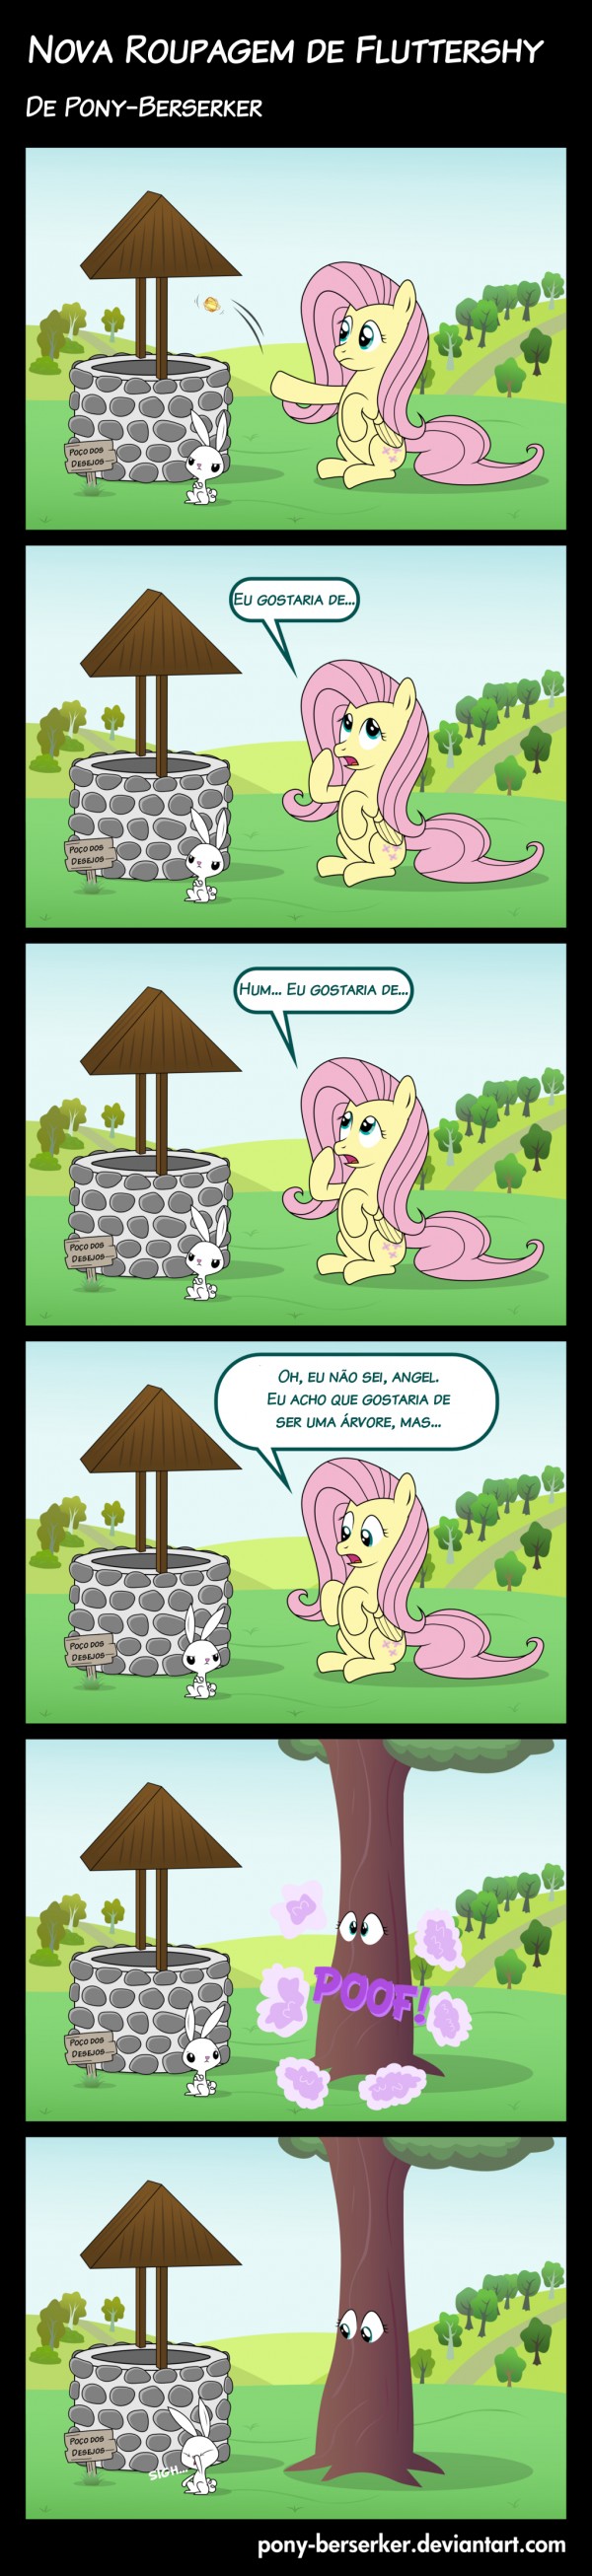 Nova Roupagem de Fluttershy
De Pony-Berserker
Poço dos
Desejos
Eu gostaria de...
Poço dos
Desejos
Hum... Eu gostaria de...
Poço dos
Desejos
Oh, eu não sei, Angel.
Eu acho que gostaria de
ser uma árvore, mas...
Poço dos
Desejos
POOF!
Poço dos
Desejos
Poço dos
Desejos
SIGH...
pony-berserker.deviantart.com